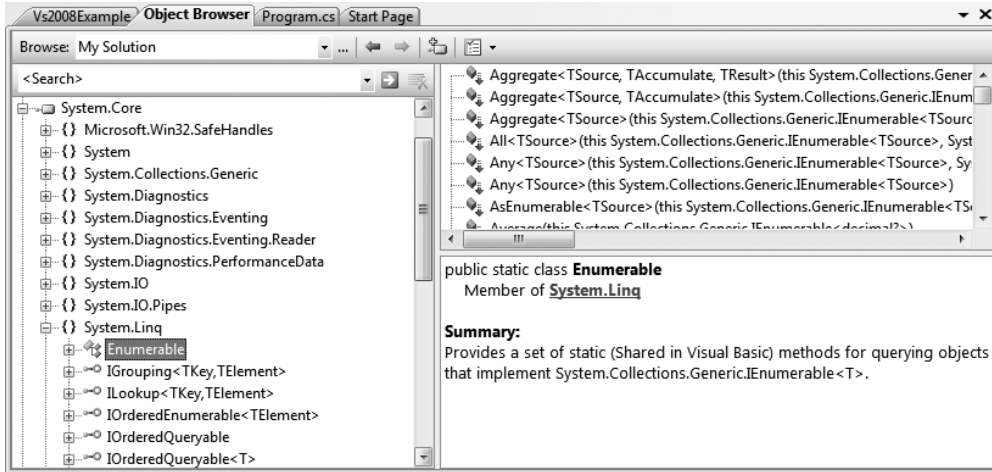 Vs2008Example Object Browser Program.cs Start Page
Browse: My Solution
<Search>
System.Core
{} Microsoft.Win32.SafeHandles
{} System
{} System.Collections.Generic
{} System.Diagnostics
{} System.Diagnostics.Eventing
{} System.Diagnostics.Eventing.Reader
{} System.Diagnostics.PerformanceData
{} System.IO
{} System.IO.Pipes
{} System.Linq
Enumerable
IGrouping<TKey,TElement>
ILookup<TKey,TElement>
IOrderedEnumerable<TElement>
IOrderedQueryable
IOrderedQueryable<T>
Aggregate<TSource, TAccumulate, TResult>(this System.Collections.Gener
Aggregate<TSource, TAccumulate>(this System.Collections.Generic.IEnum
Aggregate<TSource>(this System.Collections.Generic.IEnumerable<TSourc
All<TSource>(this System.Collections.Generic.IEnumerable<TSource>, Syst
Any<TSource>(this System.Collections.Generic.IEnumerable<TSource>, Sy
Any<TSource>(this System.Collections.Generic.IEnumerable<TSource>)
AsEnumerable<TSource>(this System.Collections.Generic.IEnumerable<TS
Average(this System.Collections.Generic.IEnumerable<decimal?>)
public static class Enumerable
Member of System.Linq
Summary:
Provides a set of static (Shared in Visual Basic) methods for querying objects
that implement System.Collections.Generic.IEnumerable<T>.